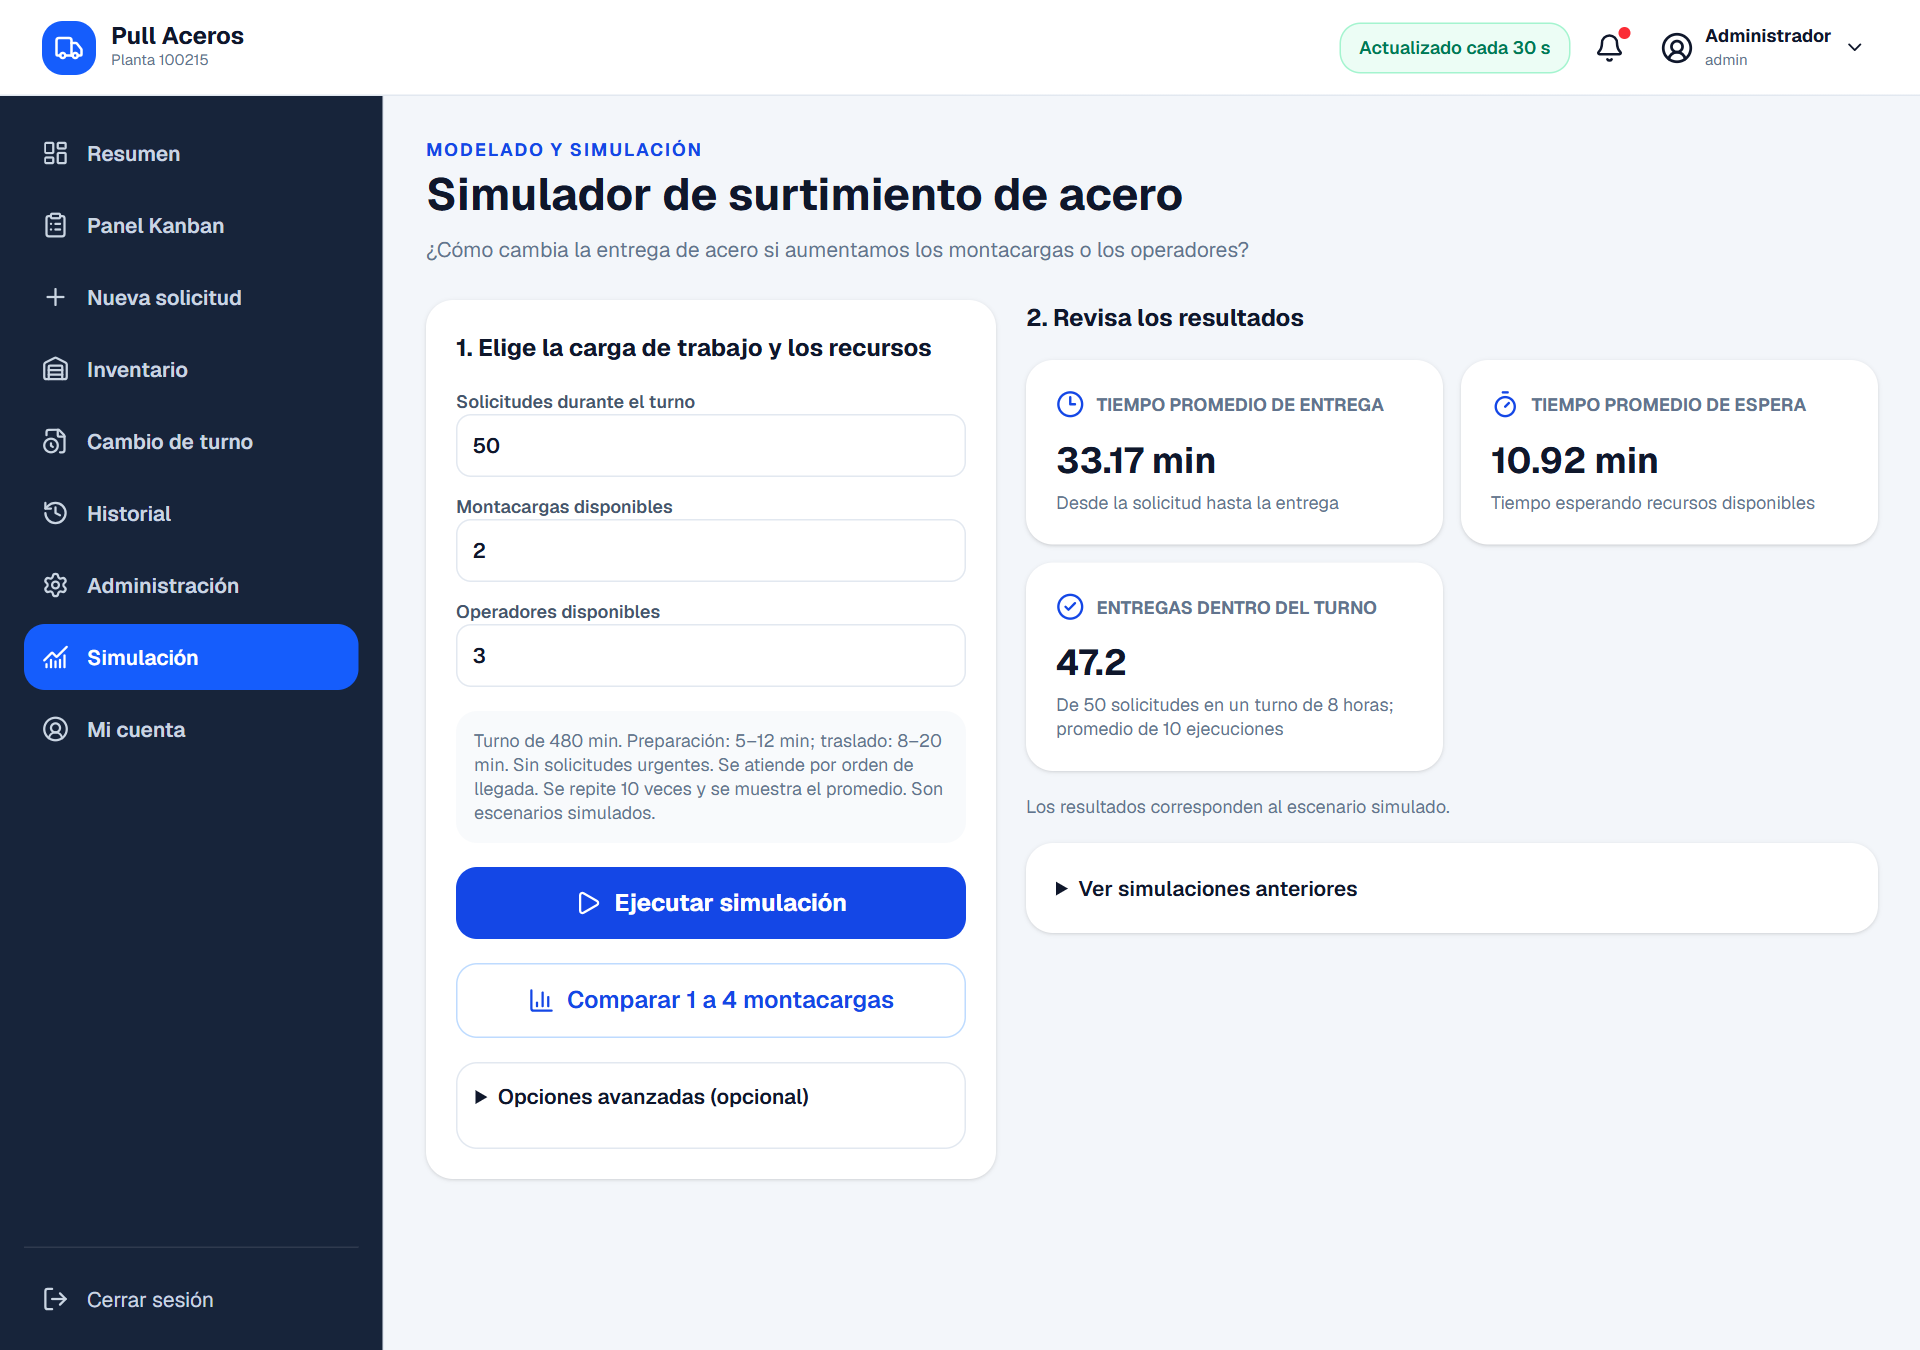 Pull Aceros
Planta 100215
Actualizado cada 30 s
Administrador
admin
Resumen
Panel Kanban
Nueva solicitud
Inventario
Cambio de turno
Historial
Administración
Simulación
Mi cuenta
Cerrar sesión
MODELADO Y SIMULACIÓN
Simulador de surtimiento de acero
¿Cómo cambia la entrega de acero si aumentamos los montacargas o los operadores?
1. Elige la carga de trabajo y los recursos
Solicitudes durante el turno
50
Montacargas disponibles
2
Operadores disponibles
3
Turno de 480 min. Preparación: 5–12 min; traslado: 8–20
min. Sin solicitudes urgentes. Se atiende por orden de
llegada. Se repite 10 veces y se muestra el promedio. Son
escenarios simulados.
Ejecutar simulación
Comparar 1 a 4 montacargas
Opciones avanzadas (opcional)
2. Revisa los resultados
TIEMPO PROMEDIO DE ENTREGA
33.17 min
Desde la solicitud hasta la entrega
TIEMPO PROMEDIO DE ESPERA
10.92 min
Tiempo esperando recursos disponibles
ENTREGAS DENTRO DEL TURNO
47.2
De 50 solicitudes en un turno de 8 horas;
promedio de 10 ejecuciones
Los resultados corresponden al escenario simulado.
Ver simulaciones anteriores